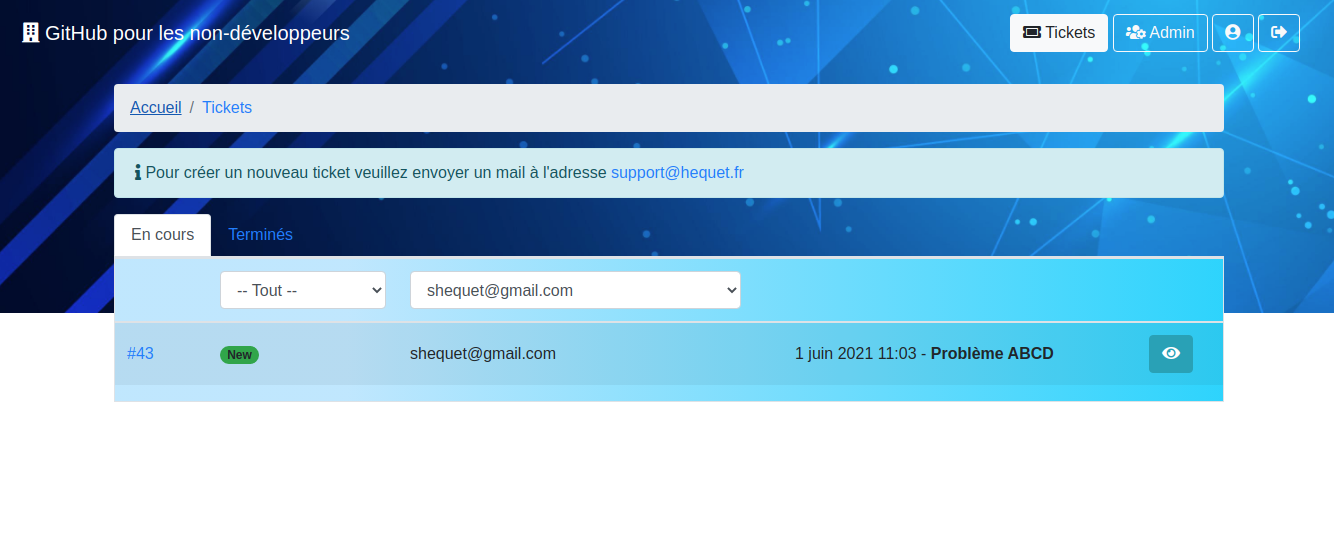 GitHub pour les non-développeurs
Tickets Admin
Accueil / Tickets
Pour créer un nouveau ticket veuillez envoyer un mail à l'adresse support@hequet.fr
En cours Terminés
-- Tout -- shequet@gmail.com
#43 New shequet@gmail.com 1 juin 2021 11:03 - Problème ABCD